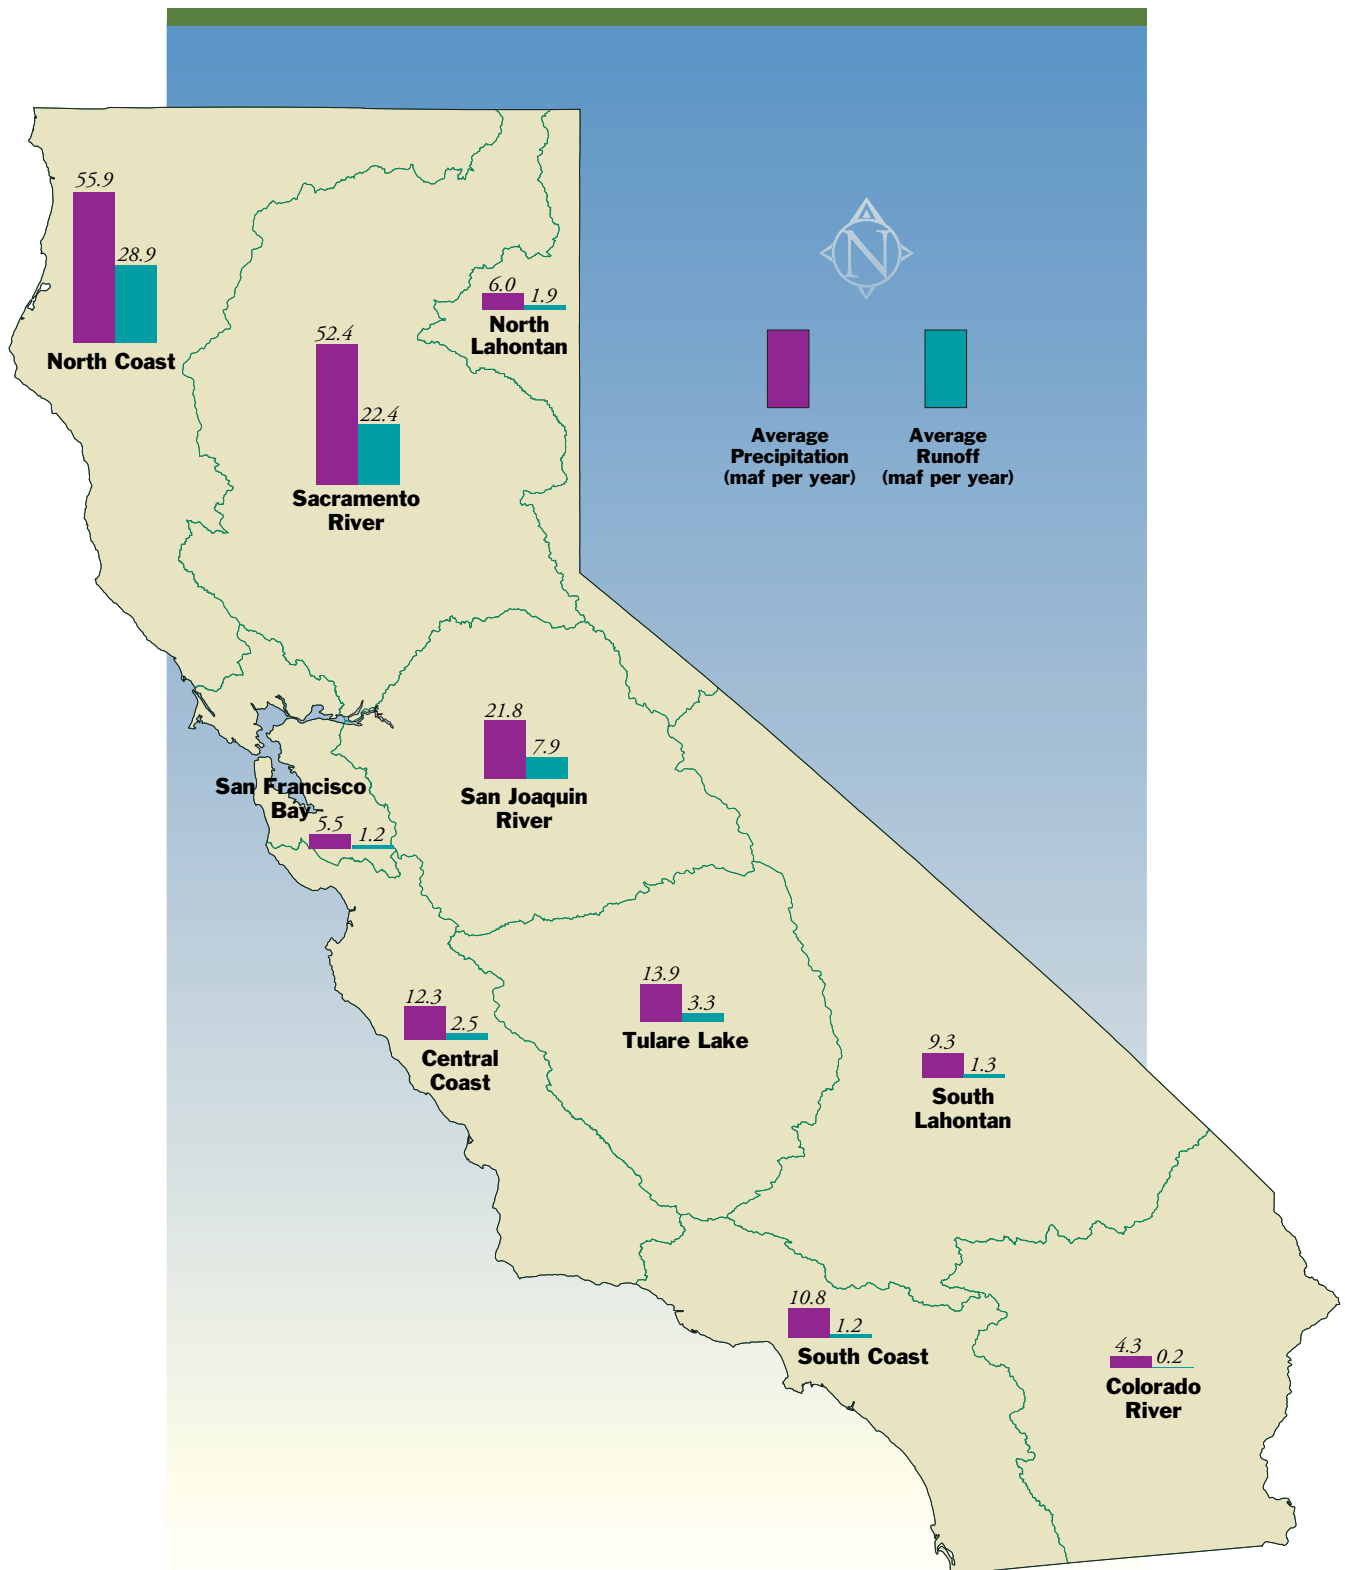 55.9
28.9
North Coast
6.0
1.9
North
Lahontan
52.4
22.4
Sacramento
River
N
Average
Precipitation
(maf per year)
Average
Runoff
(maf per year)
21.8
7.9
San Joaquin
River
San Francisco
Bay
5.5
1.2
13.9
3.3
Tulare Lake
12.3
2.5
Central
Coast
9.3
1.3
South
Lahontan
10.8
1.2
South Coast
4.3
0.2
Colorado
River